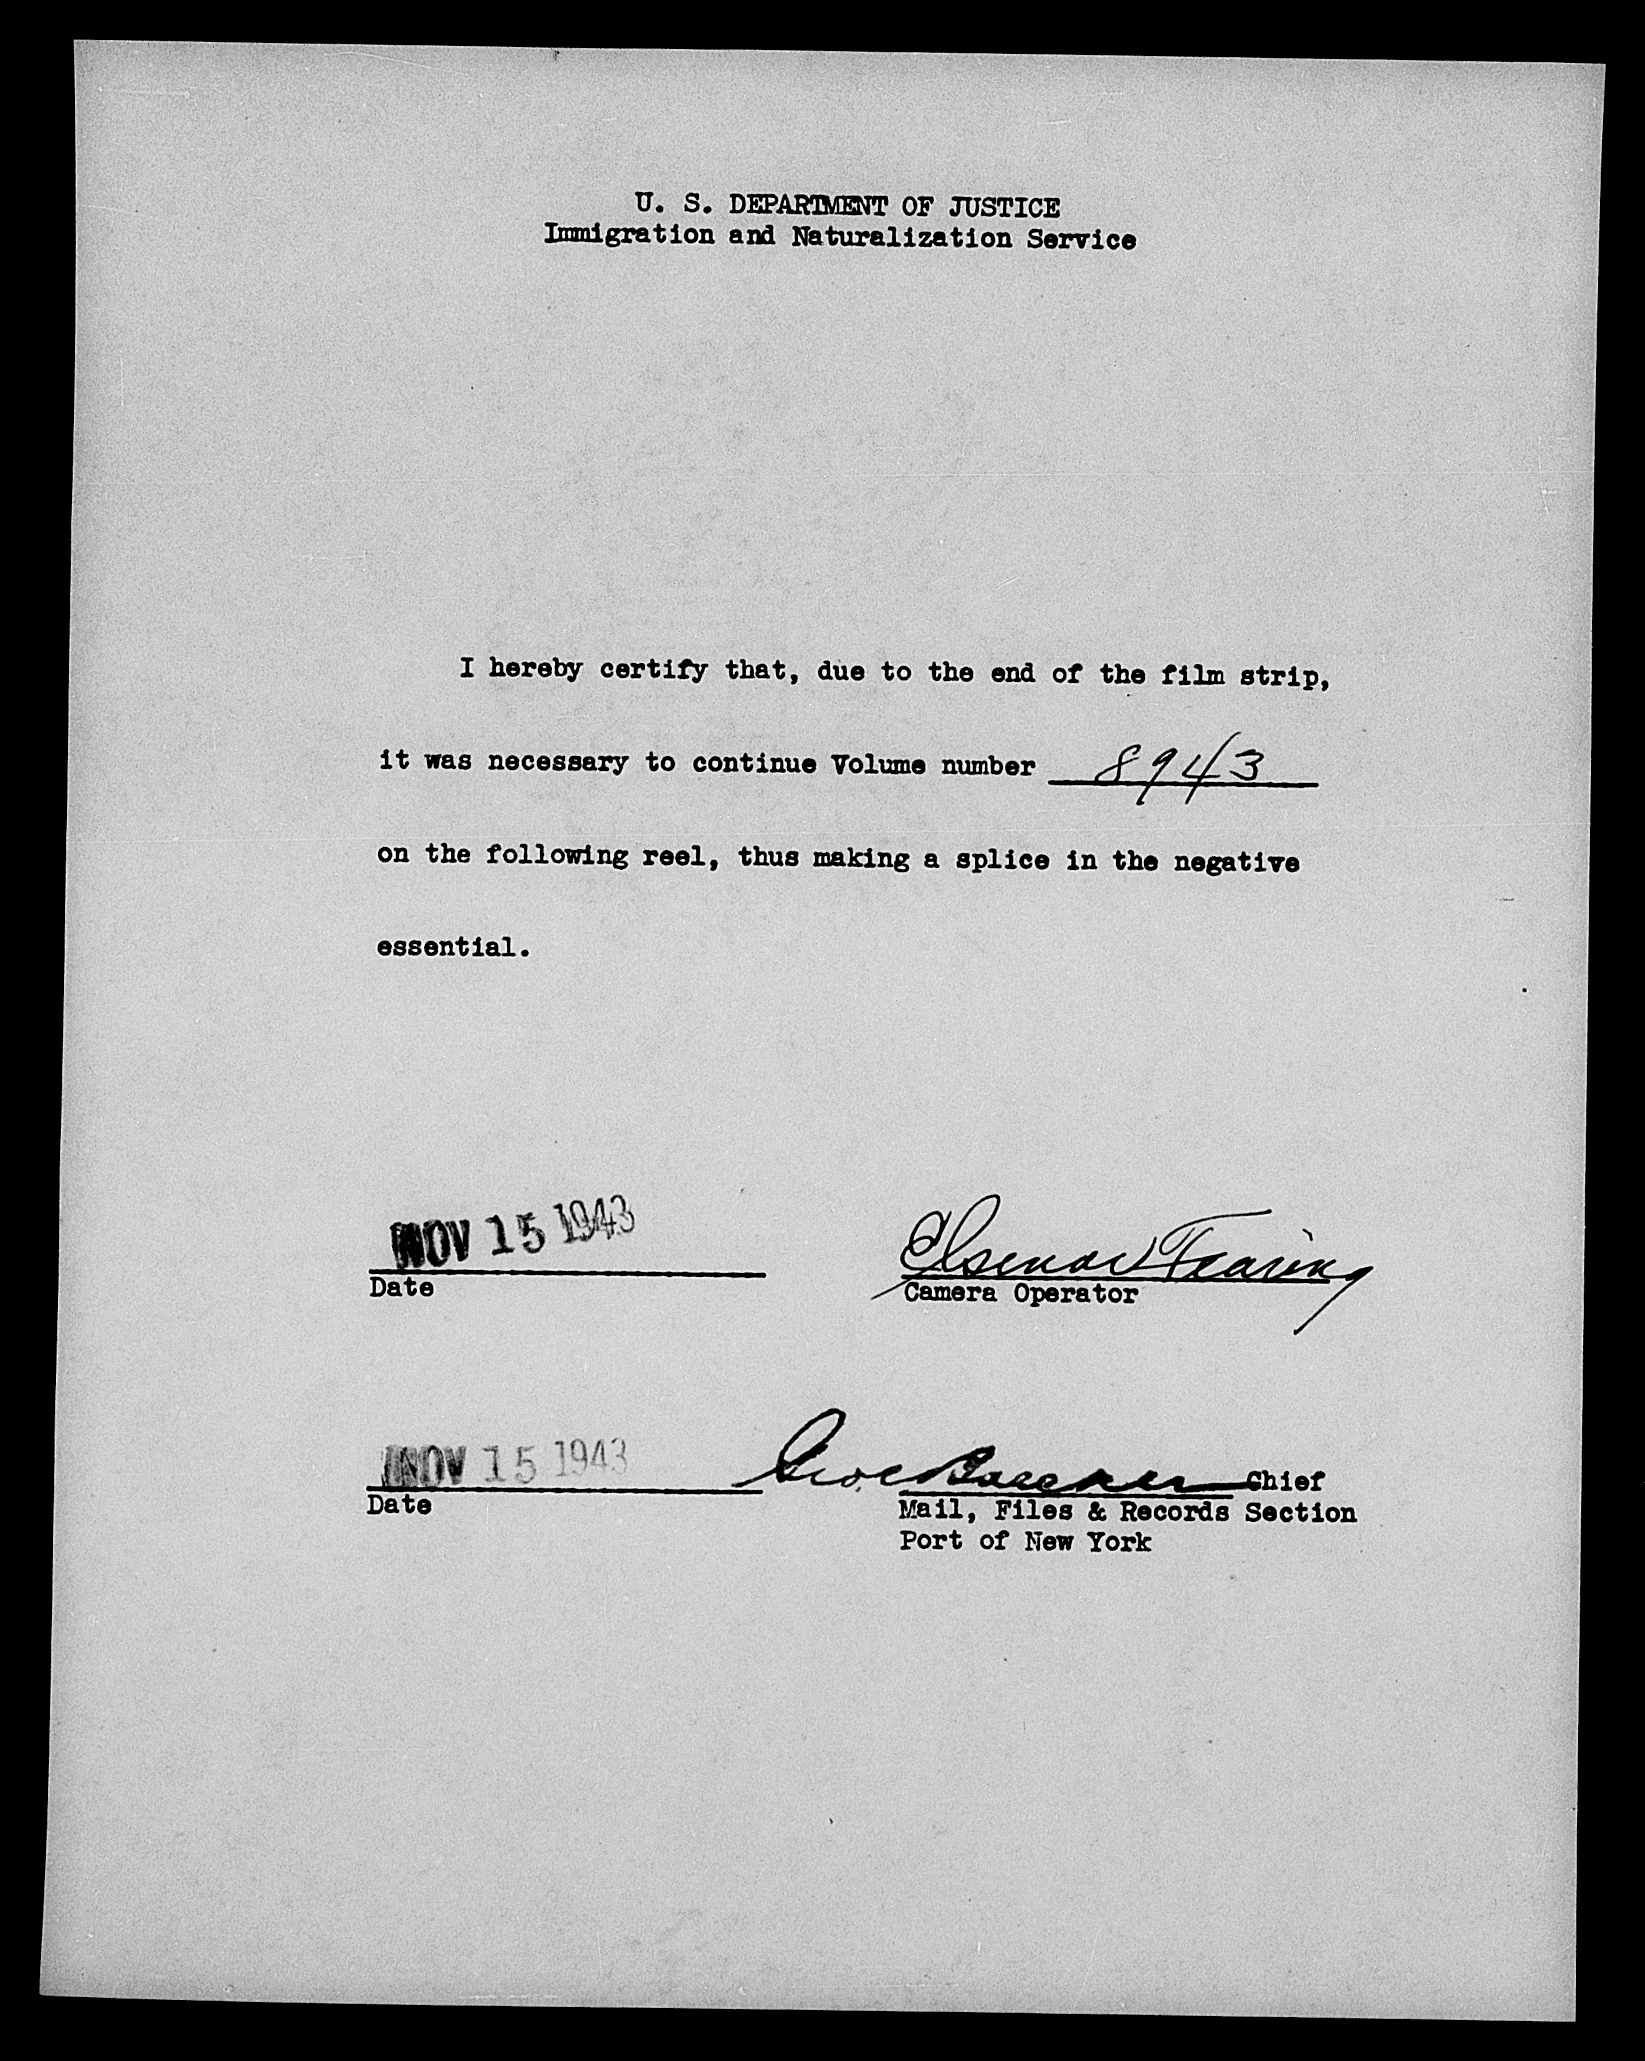 U. S. DEPARTMENT OF JUSTICE
Immigration and Naturalization Service
I hereby certify that, due to the end of the film strip,
it was necessary to continue Volume number 8943
on the following reel, thus making a splice in the negative
essential.
NOV 15 1943
Date
Fearing
Camera Operator
NOV 15 1943
Date
Chief
Mail, Files & Records Section
Port of New York